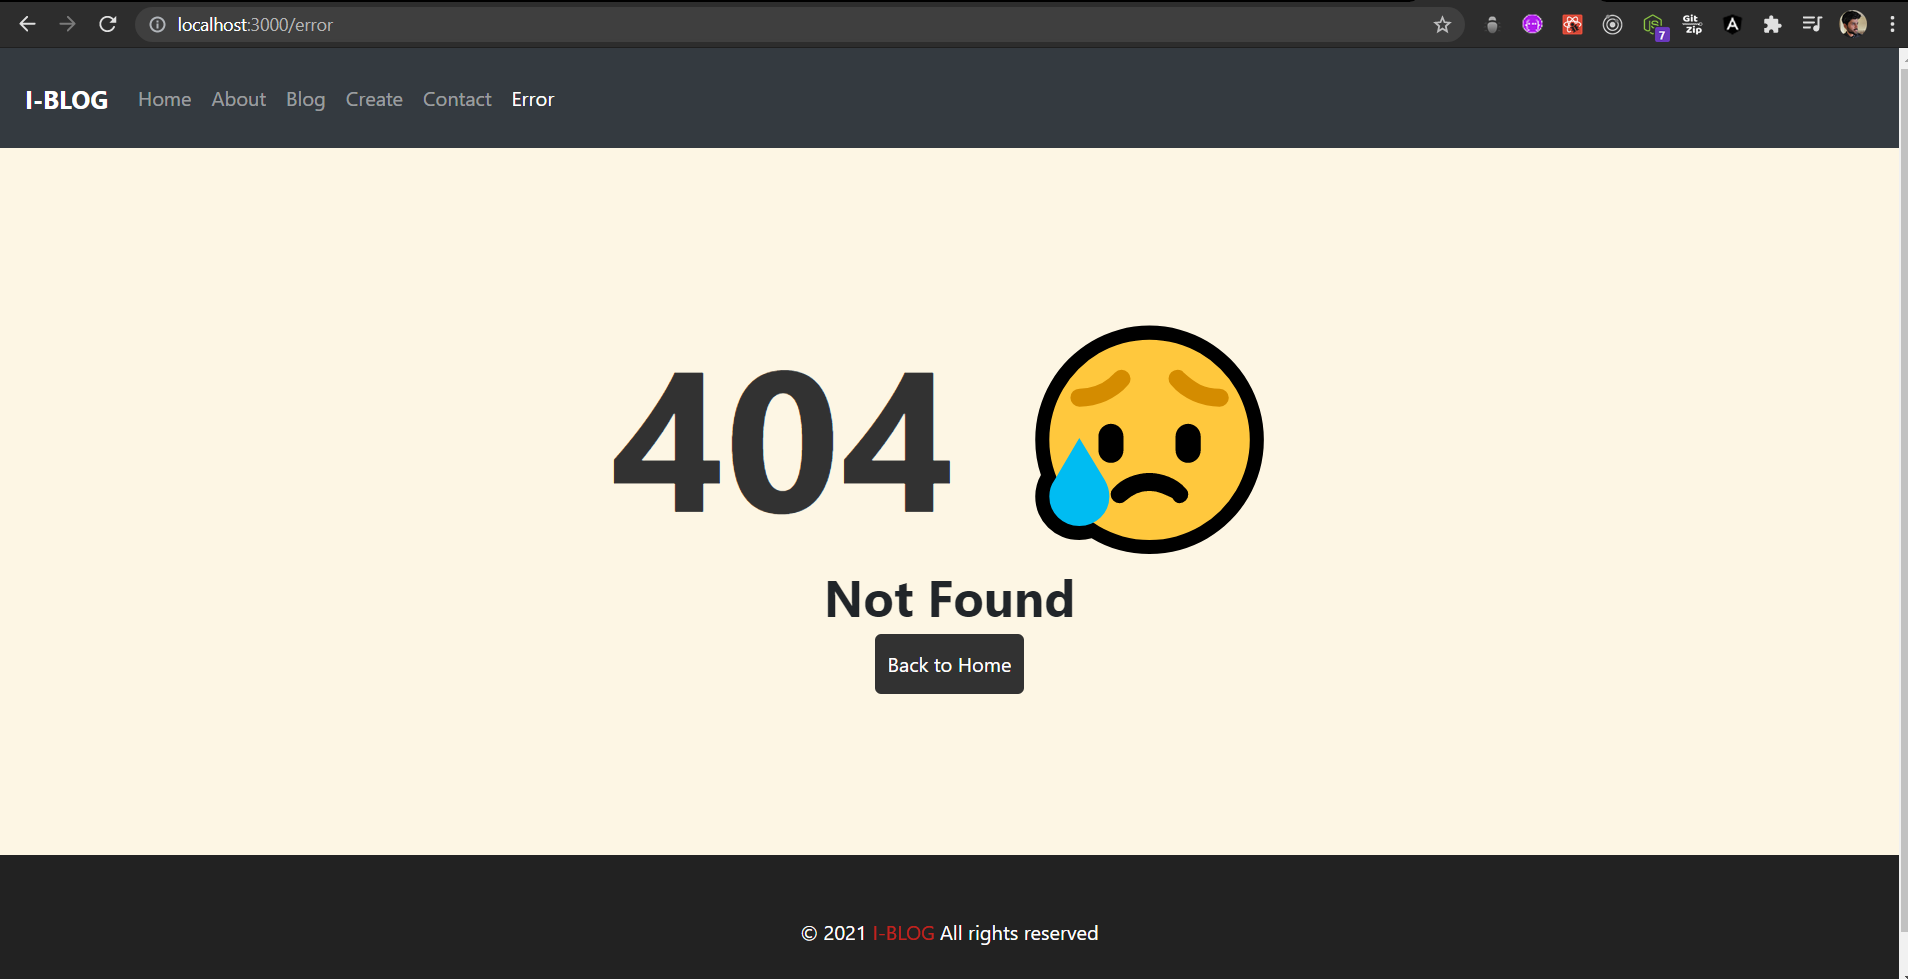 localhost:3000/error
7
Git
Zip
A
I-BLOG Home About Blog Create Contact Error
404
Not Found
Back to Home
© 2021 I-BLOG All rights reserved